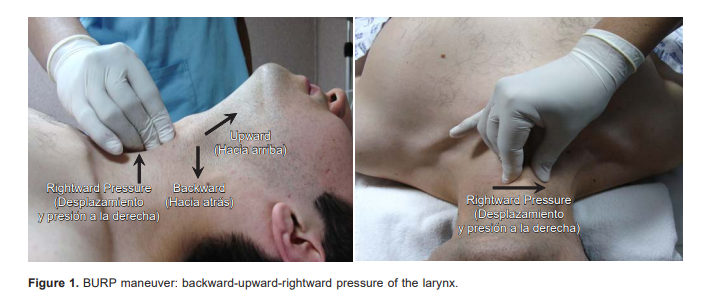 Upward
(Hacia arriba)
Rightward Pressure
(Desplazamiento
y presión a la derecha)
Backward
(Hacia atrás)
Rightward Pressure
(Desplazamiento
y presión a la derecha)
Figure 1. BURP maneuver: backward-upward-rightward pressure of the larynx.